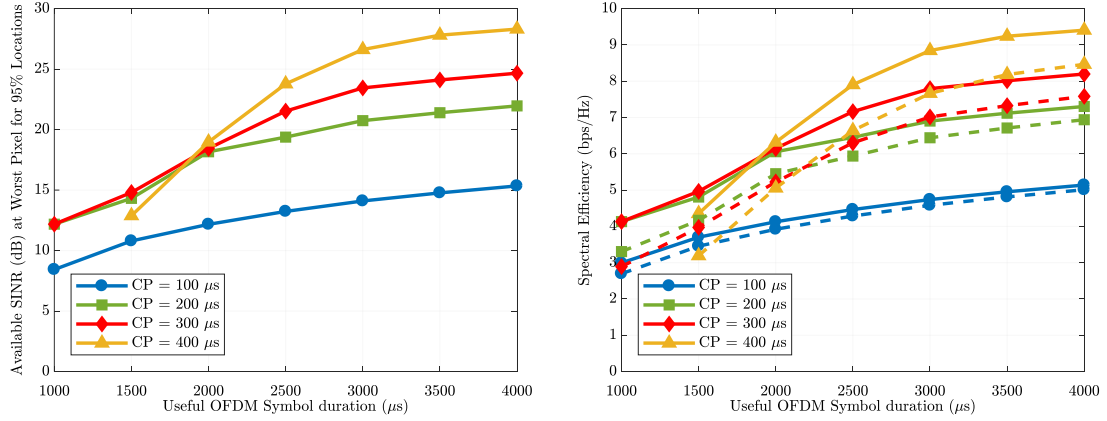 Available SINR (dB) at Worst Pixel for 95% Locations
30
25
20
15
10
5
0
1000 1500 2000 2500 3000 3500 4000
Useful OFDM Symbol duration (μs)
CP = 100 μs
CP = 200 μs
CP = 300 μs
CP = 400 μs
Spectral Efficiency (bps/Hz)
10
9
8
7
6
5
4
3
2
1
0
1000 1500 2000 2500 3000 3500 4000
Useful OFDM Symbol duration (μs)
CP = 100 μs
CP = 200 μs
CP = 300 μs
CP = 400 μs